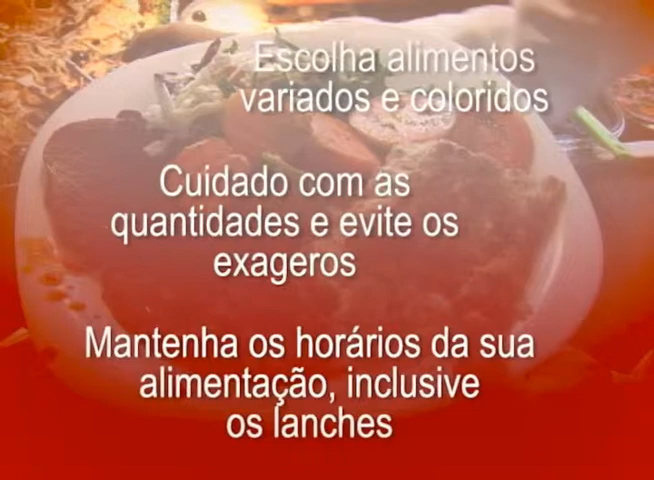 Escolha alimentos
variados e coloridos
Cuidado com as
quantidades e evite os
exageros
Mantenha os horários da sua
alimentação, inclusive
os lanches